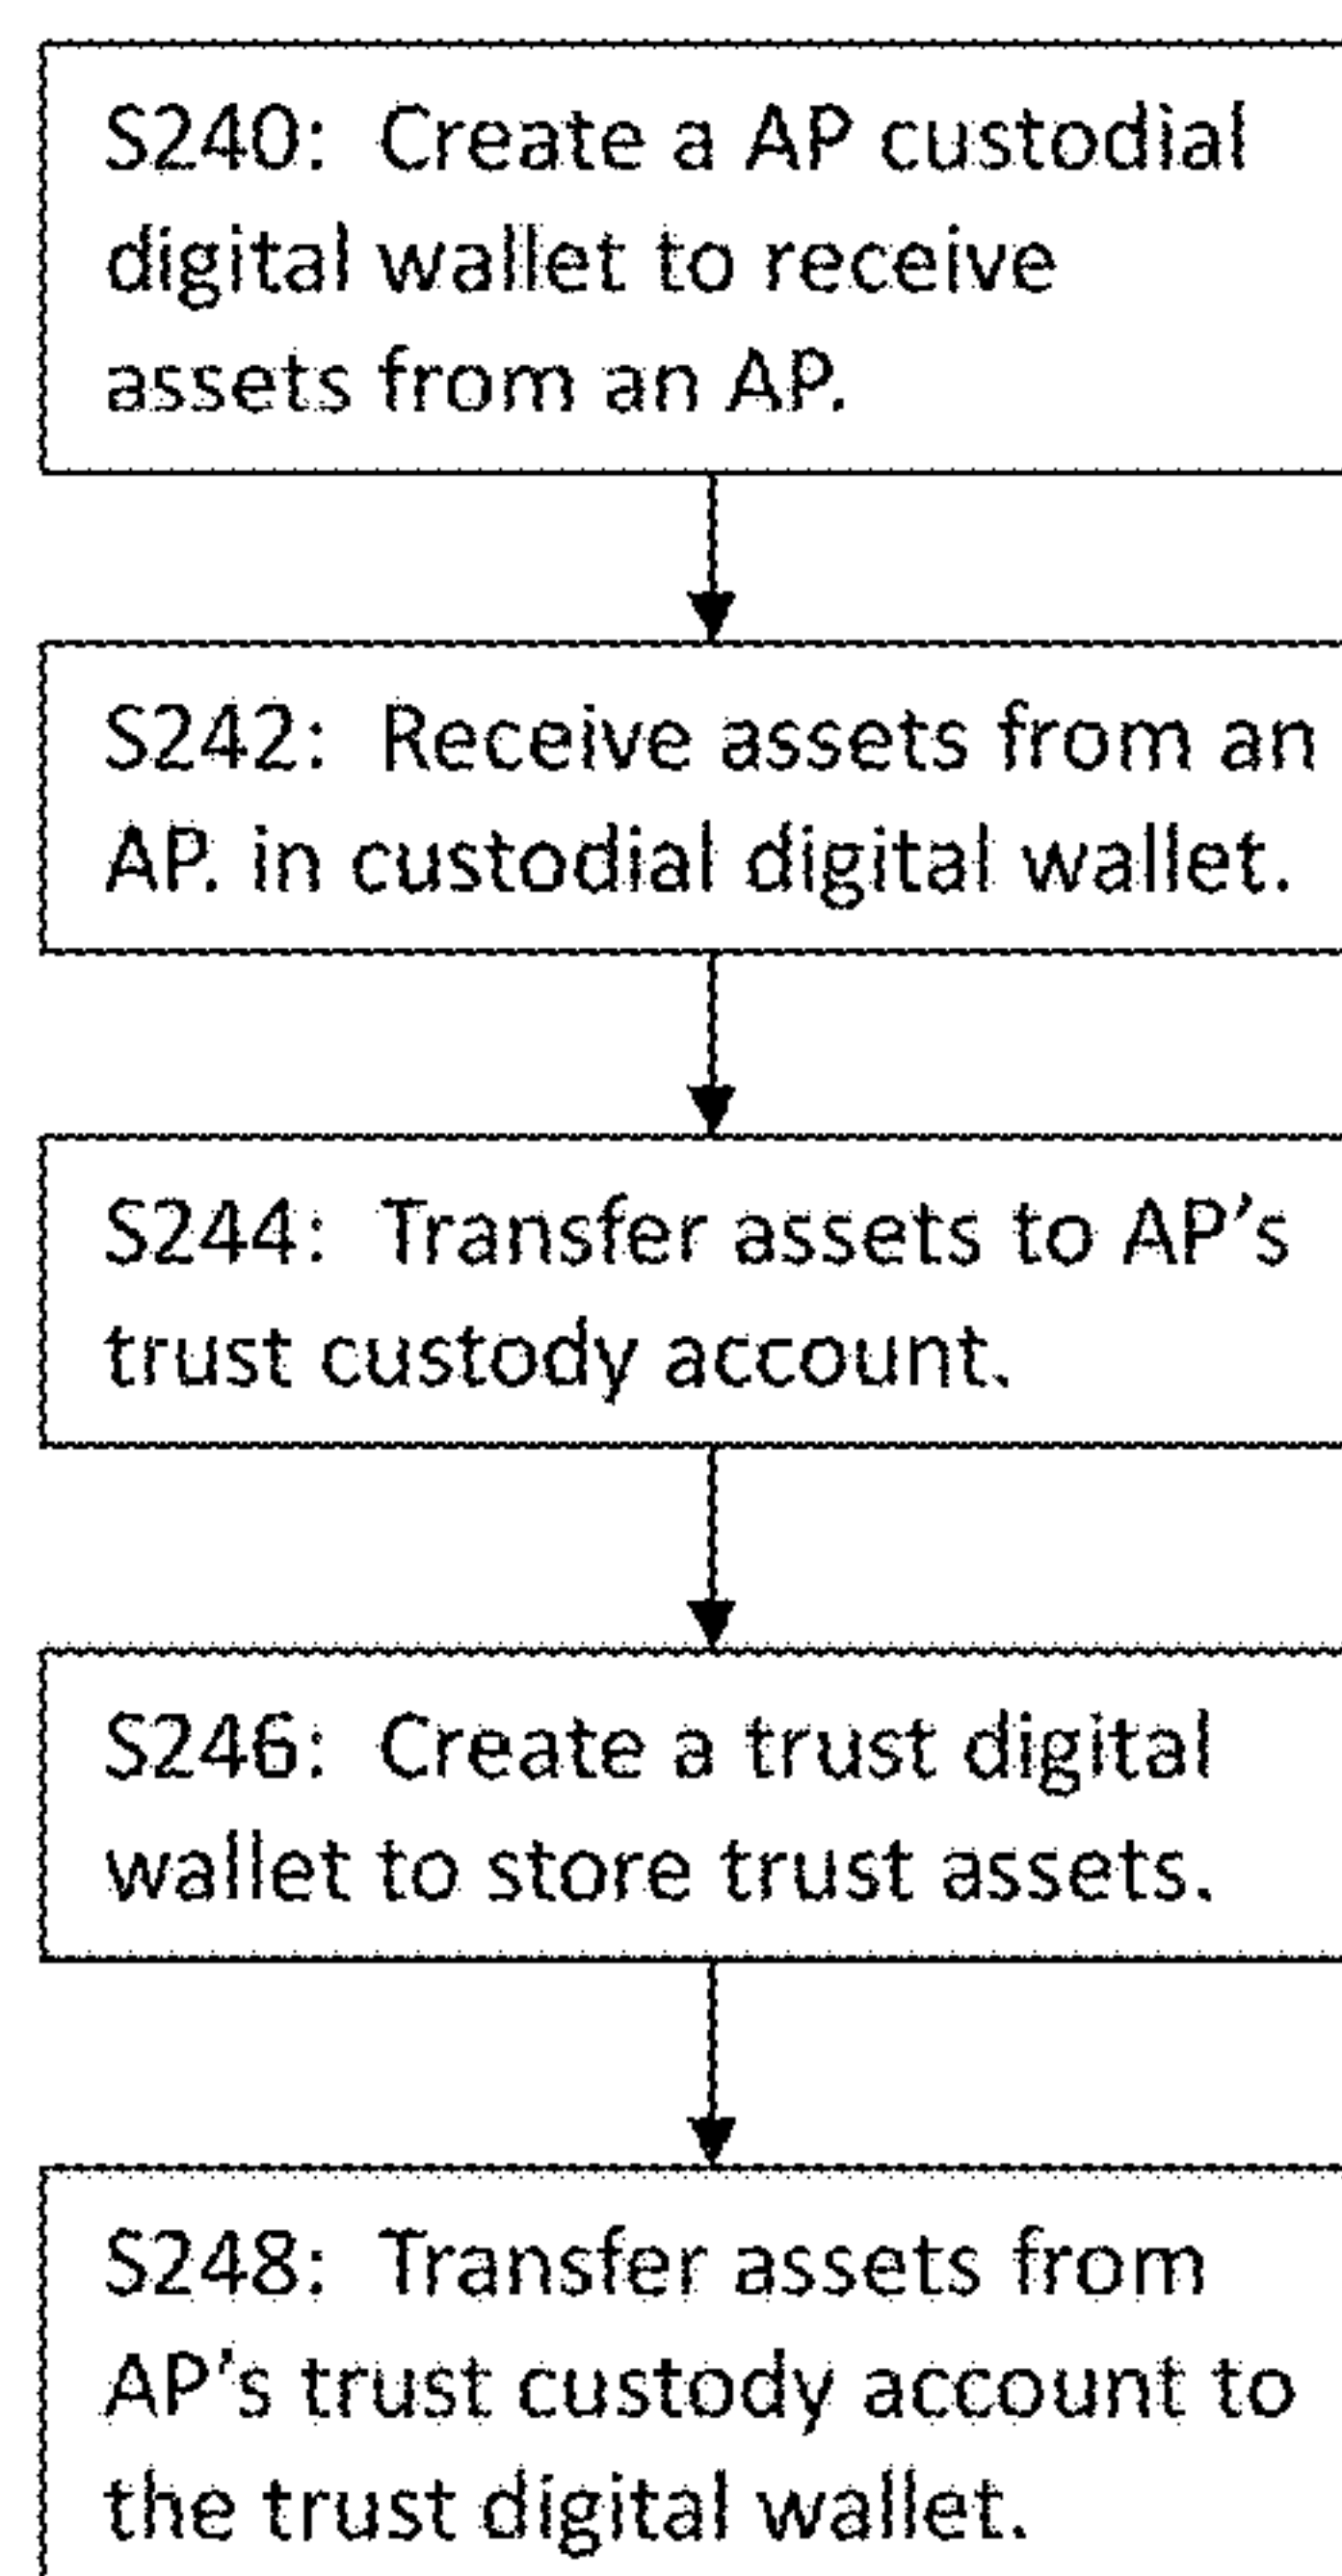 S240: Create a AP custodial
digital wallet to receive
assets from an AP.
S242: Receive assets from an
AP. in custodial digital wallet.
S244: Transfer assets to AP's
trust custody account.
S246: Create a trust digital
wallet to store trust assets.
S248: Transfer assets from
AP's trust custody account to
the trust digital wallet.